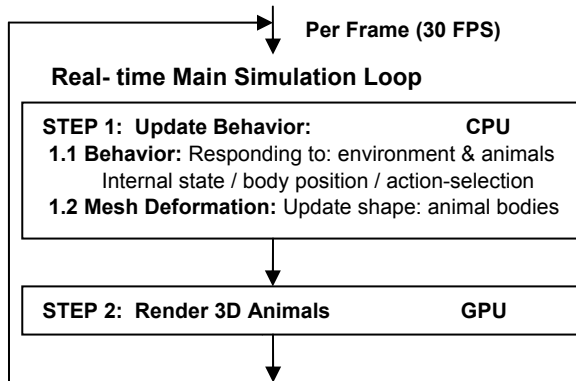 Per Frame (30 FPS)
Real- time Main Simulation Loop
STEP 1: Update Behavior: CPU
1.1 Behavior: Responding to: environment & animals
Internal state / body position / action-selection
1.2 Mesh Deformation: Update shape: animal bodies
STEP 2: Render 3D Animals GPU